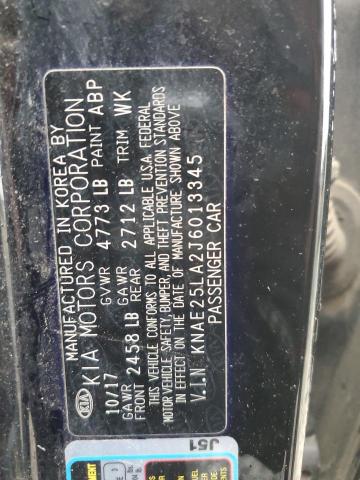 MANUFACTURED IN KOREA BY
KIA KIA MOTORS CORPORATION
10/17 GVWR 4773 LB PAINT ABP
GAWR FRONT 2458 LB GAWR REAR 2712 LB TRIM WK
THIS VEHICLE CONFORMS TO ALL APPLICABLE U.S.A. FEDERAL
MOTOR VEHICLE SAFETY, BUMPER, AND THEFT PREVENTION STANDARDS
IN EFFECT ON THE DATE OF MANUFACTURE SHOWN ABOVE
V.I.N KNAE25LA2J6013345
PASSENGER CAR
J51